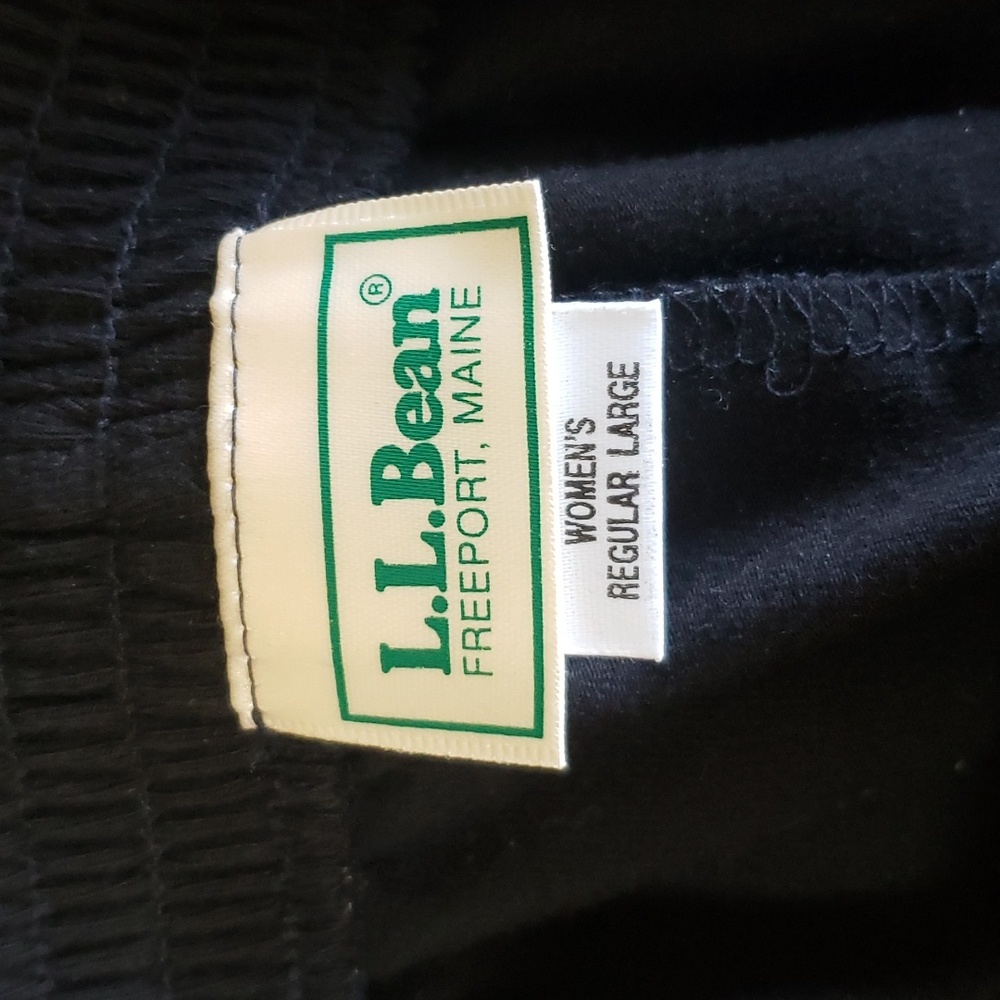 L.L.Bean®
FREEPORT, MAINE
WOMEN'S
REGULAR LARGE